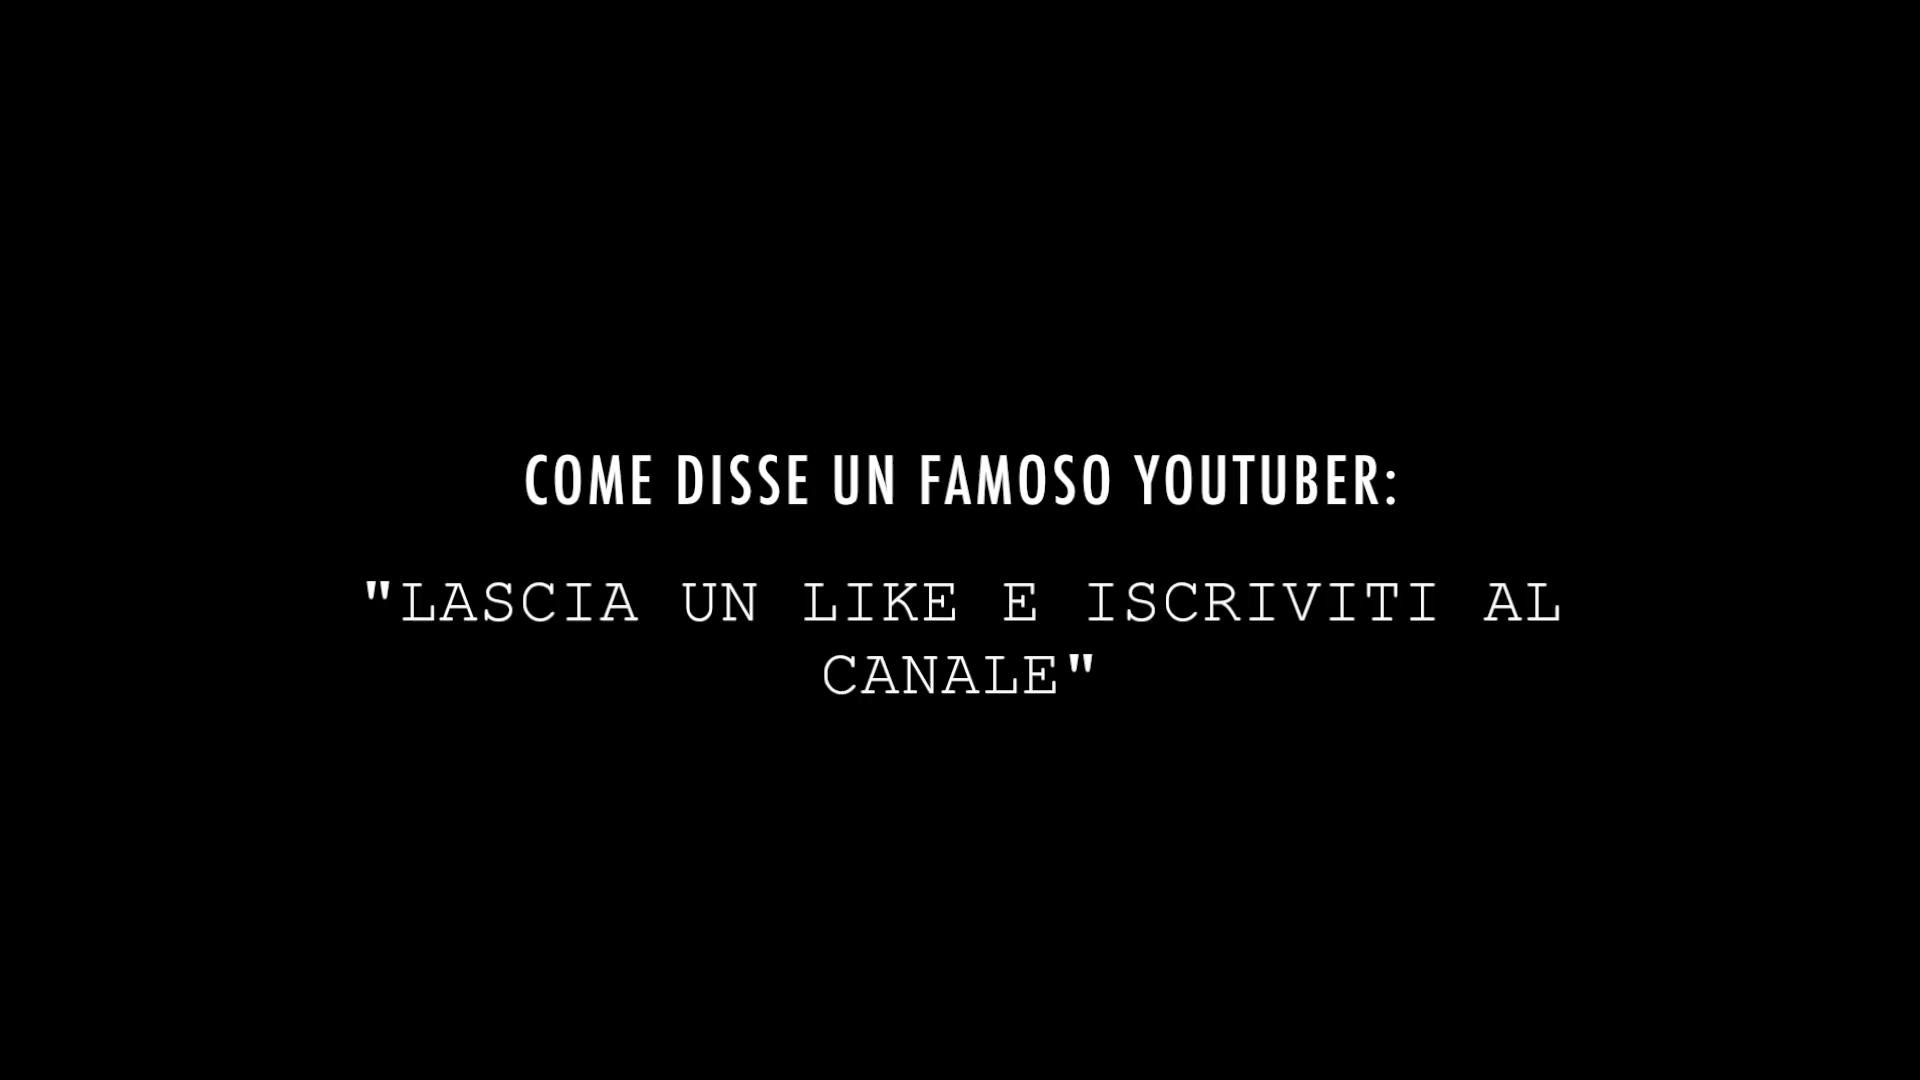 COME DISSE UN FAMOSO YOUTUBER:
"LASCIA UN LIKE E ISCRIVITI AL
CANALE"